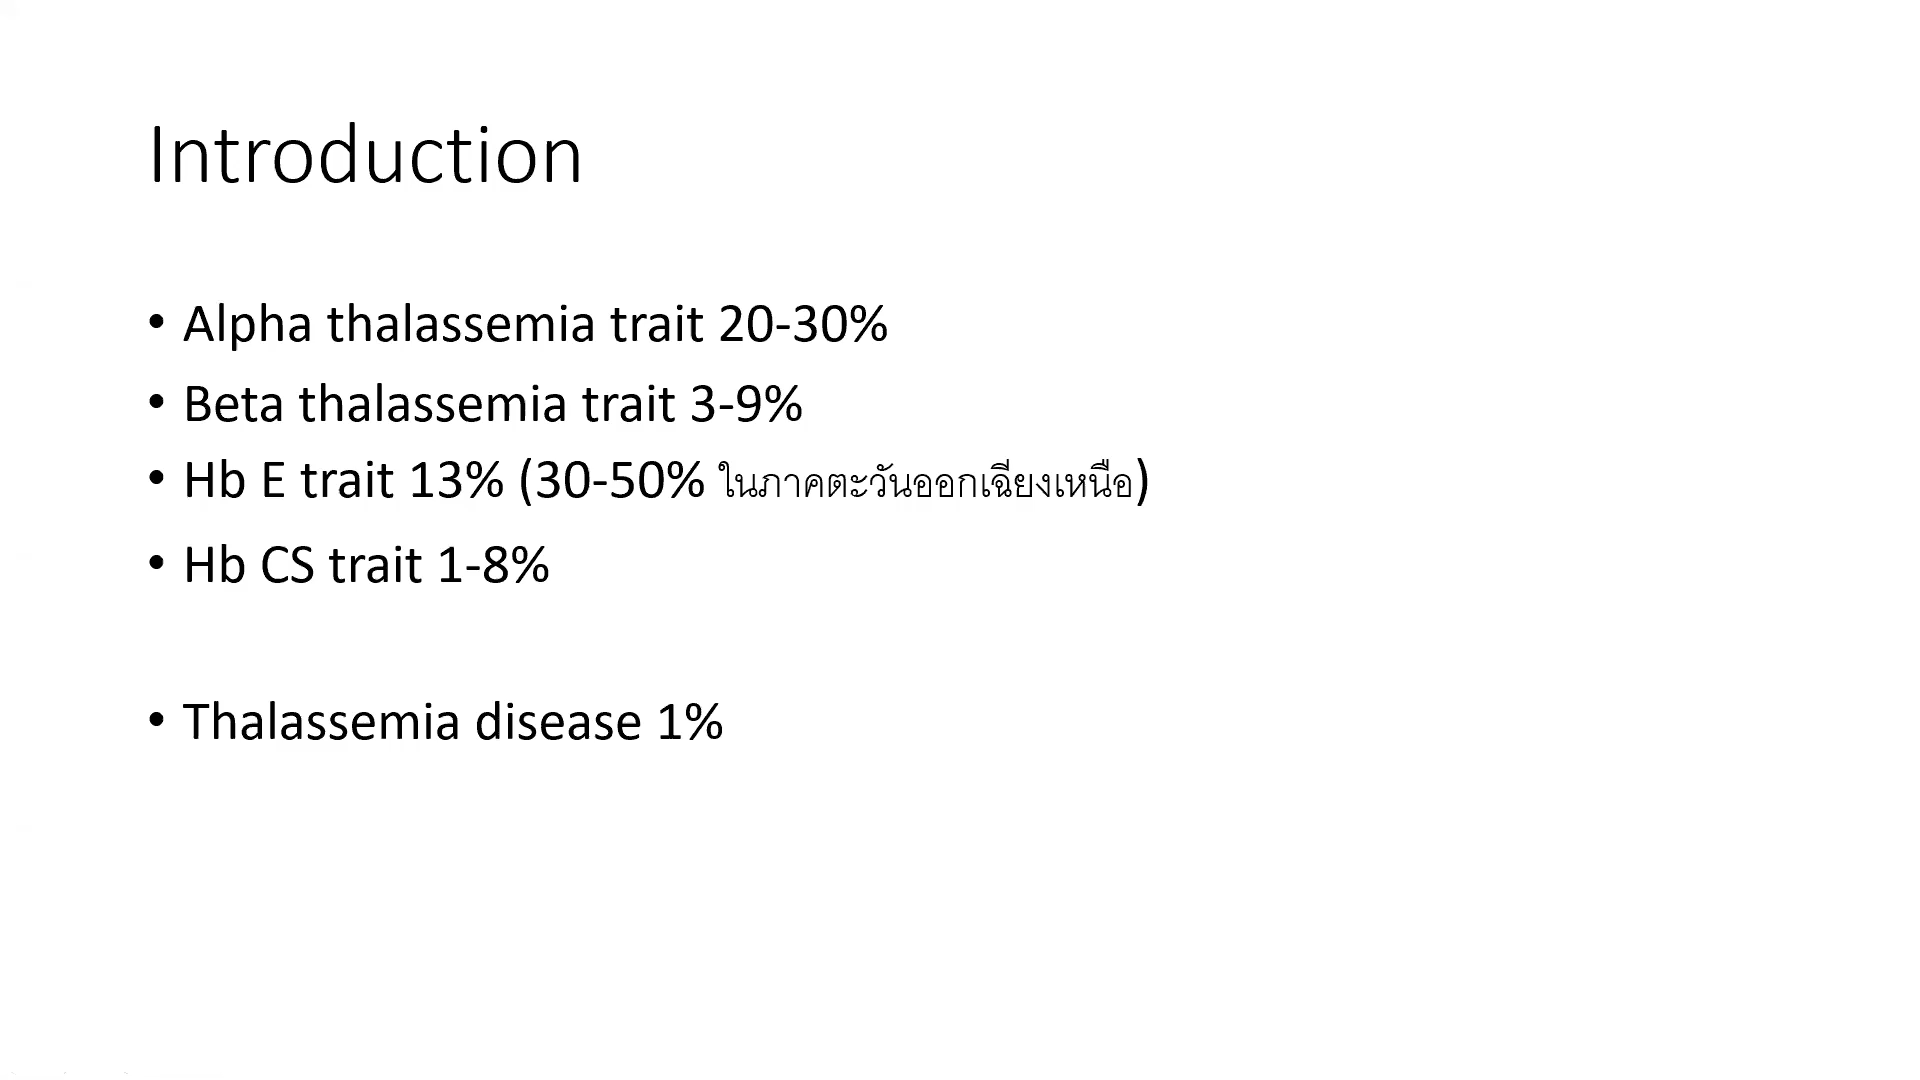 Introduction
• Alpha thalassemia trait 20-30%
• Beta thalassemia trait 3-9%
• Hb E trait 13% (30-50% ในภาคตะวันออกเฉียงเหนือ)
• Hb CS trait 1-8%
• Thalassemia disease 1%